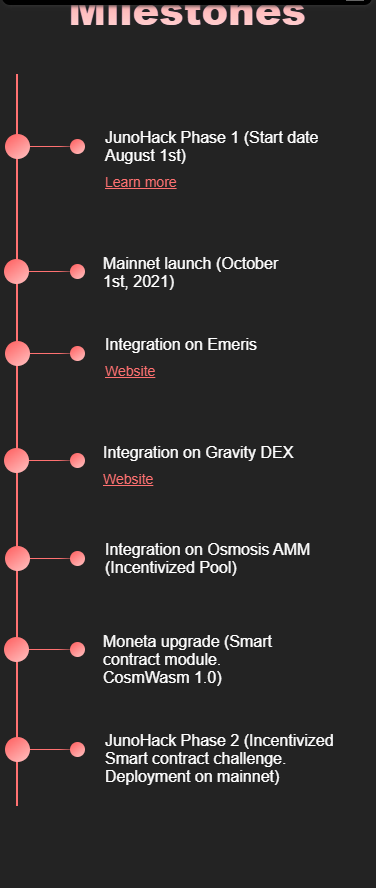 Milestones
JunoHack Phase 1 (Start date
August 1st)
Learn more
Mainnet launch (October
1st, 2021)
Integration on Emeris
Website
Integration on Gravity DEX
Website
Integration on Osmosis AMM
(Incentivized Pool)
Moneta upgrade (Smart
contract module.
CosmWasm 1.0)
JunoHack Phase 2 (Incentivized
Smart contract challenge.
Deployment on mainnet)